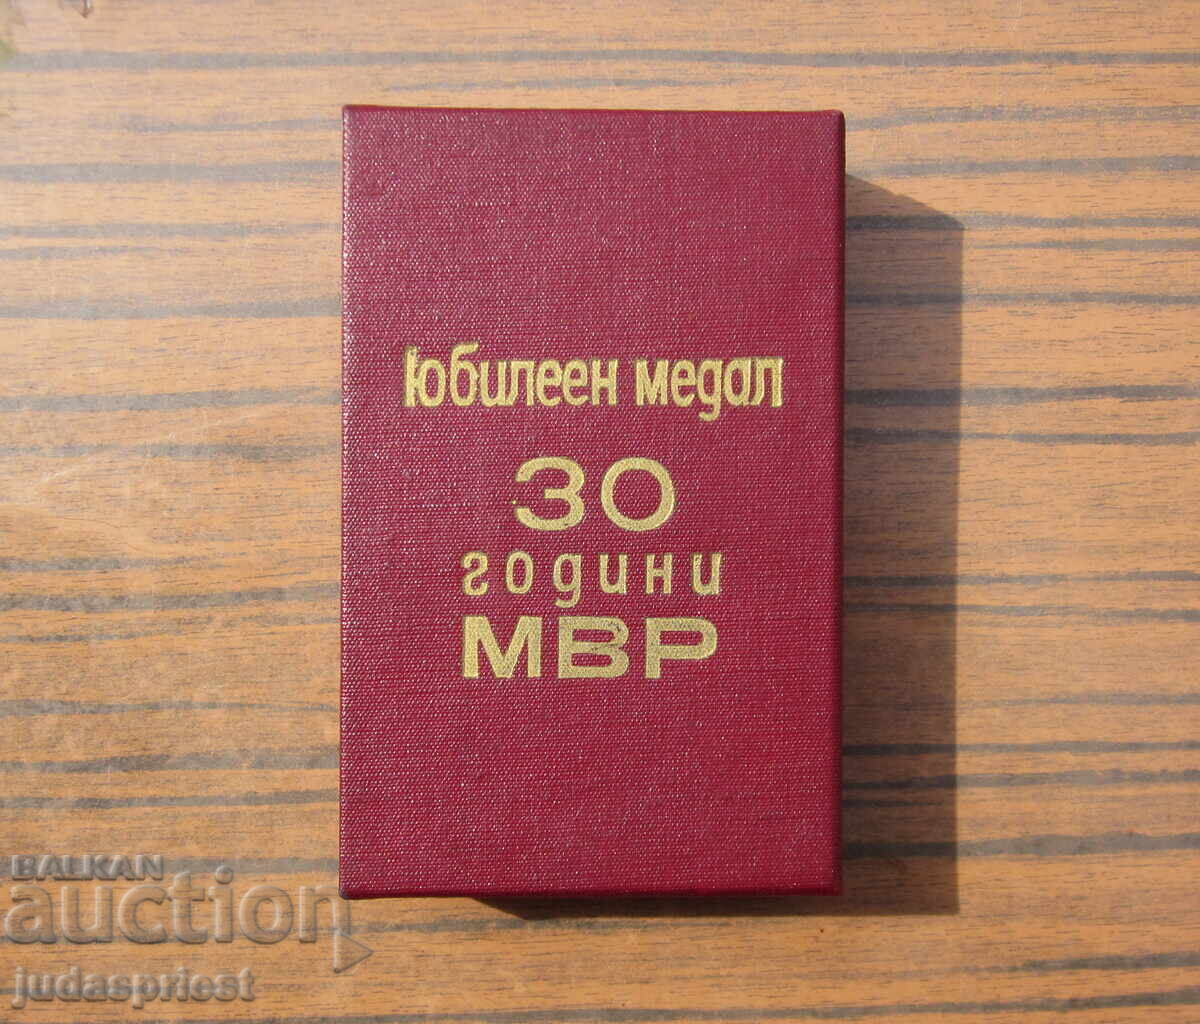 Юбилеен медал
30
години
МВР
BALKAN
auction
judaspriest